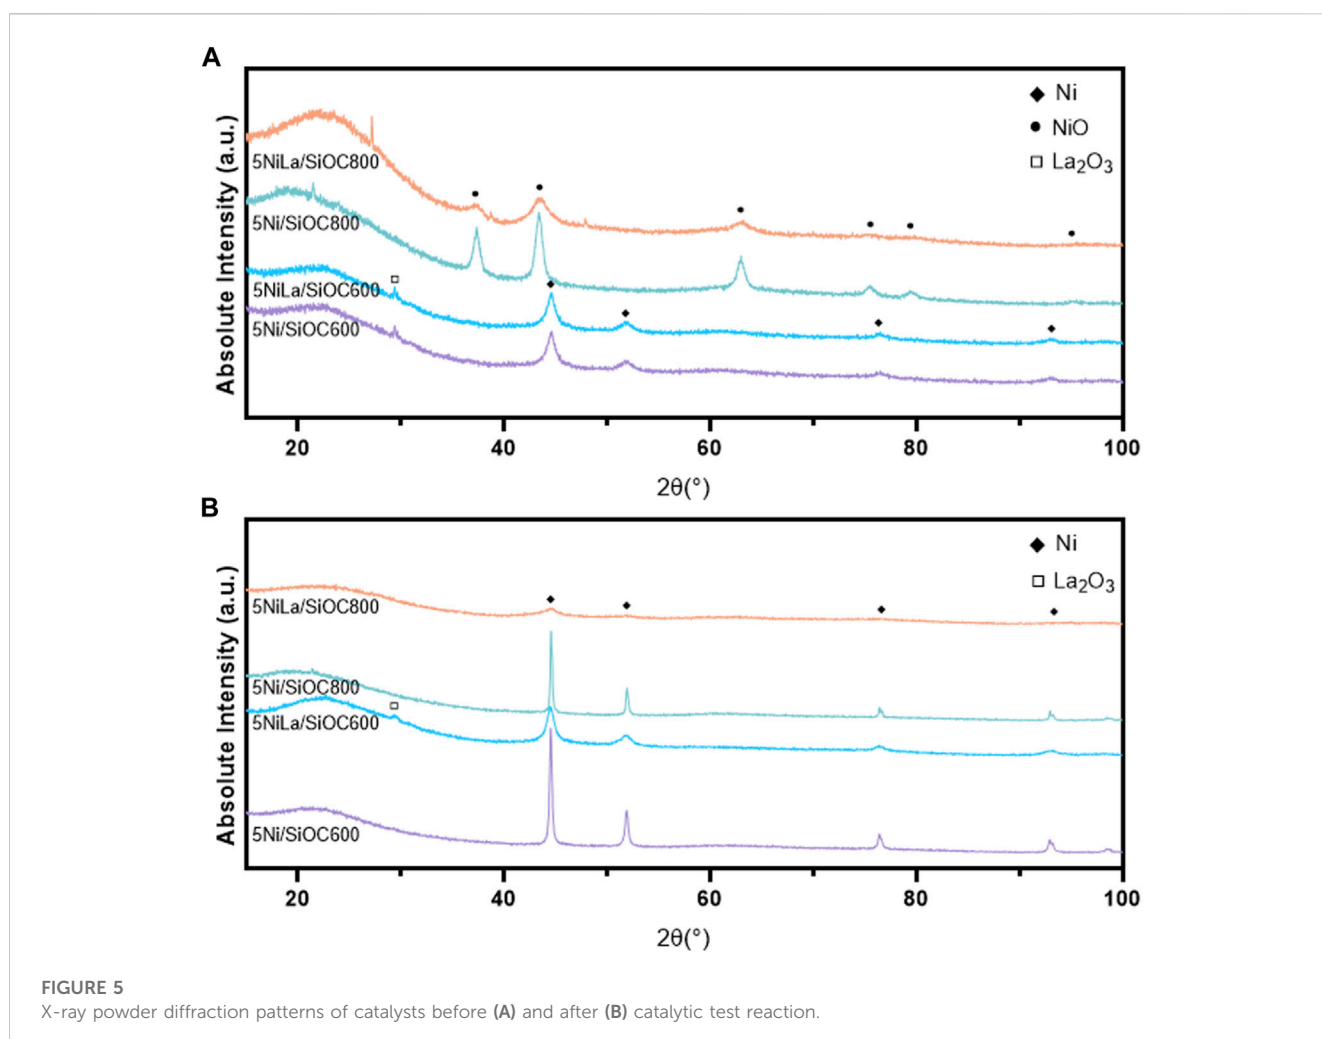 A
Absolute Intensity (a.u.)
◆ Ni
● NiO
□ La₂O₃
5NiLa/SiOC800
5Ni/SiOC800
5NiLa/SiOC600
5Ni/SiOC600
20 40 60 80 100
2θ(°)
B
Absolute Intensity (a.u.)
◆ Ni
□ La₂O₃
5NiLa/SiOC800
5Ni/SiOC800
5NiLa/SiOC600
5Ni/SiOC600
20 40 60 80 100
2θ(°)
FIGURE 5
X-ray powder diffraction patterns of catalysts before (A) and after (B) catalytic test reaction.